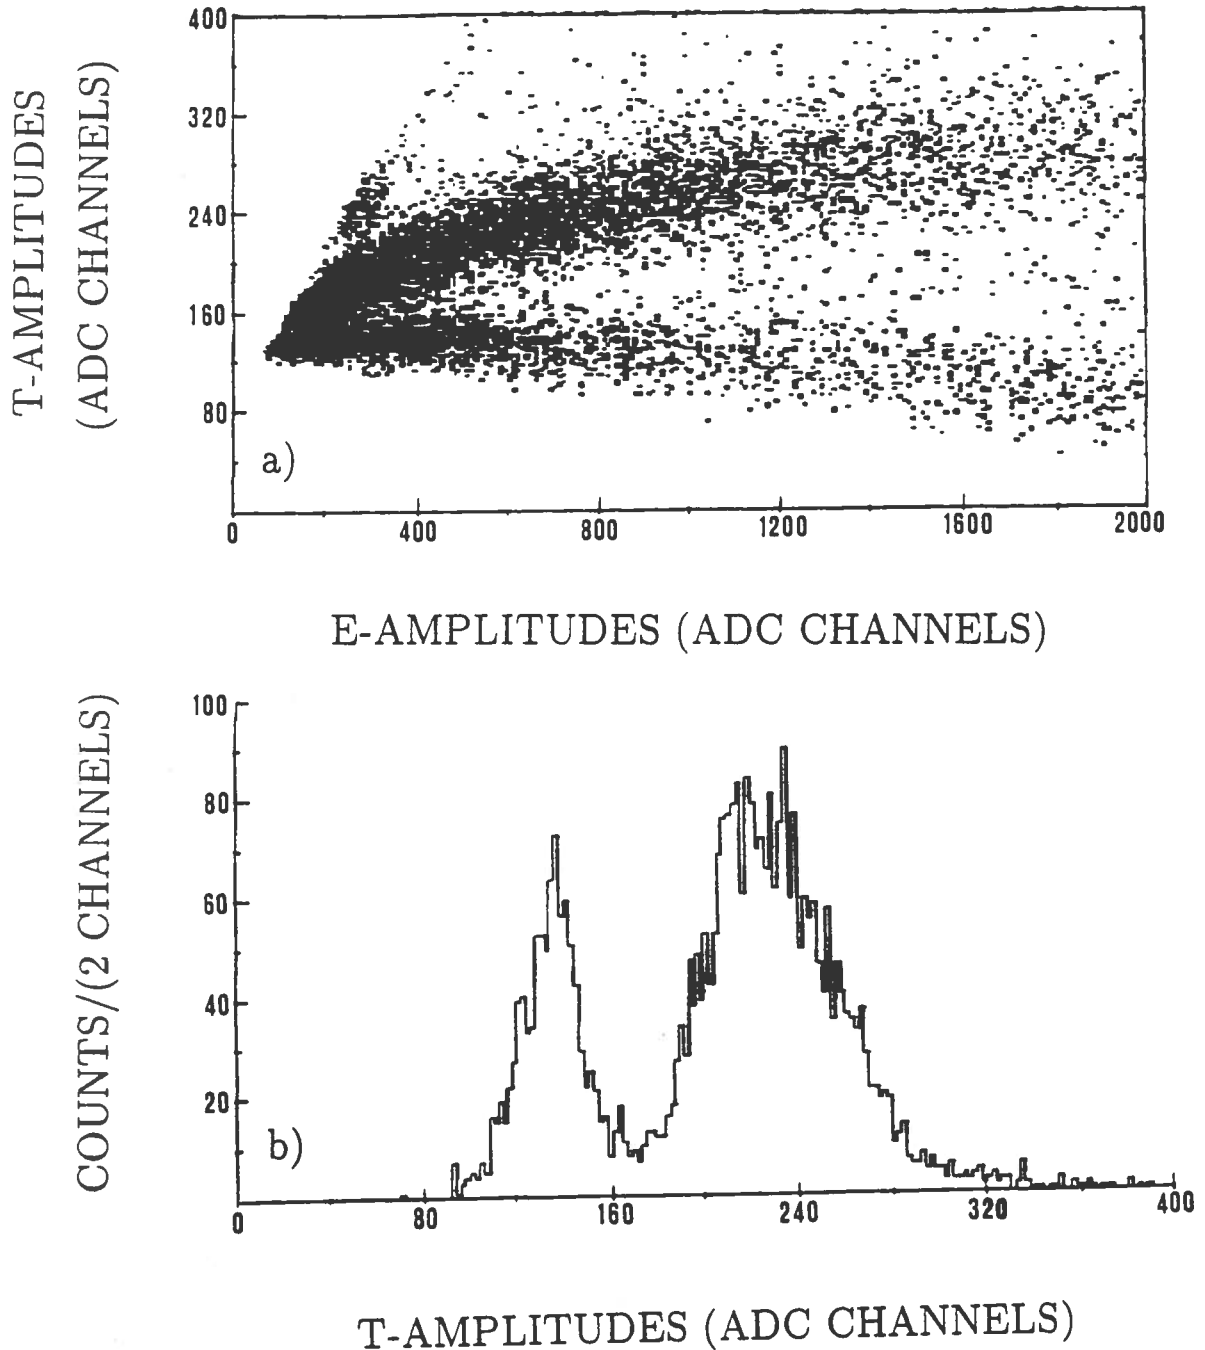 T-AMPLITUDES
(ADC CHANNELS)
400
320
240
160
80
a)
0 400 800 1200 1600 2000
E-AMPLITUDES (ADC CHANNELS)
COUNTS/(2 CHANNELS)
100
80
60
40
20
b)
0 80 160 240 320 400
T-AMPLITUDES (ADC CHANNELS)